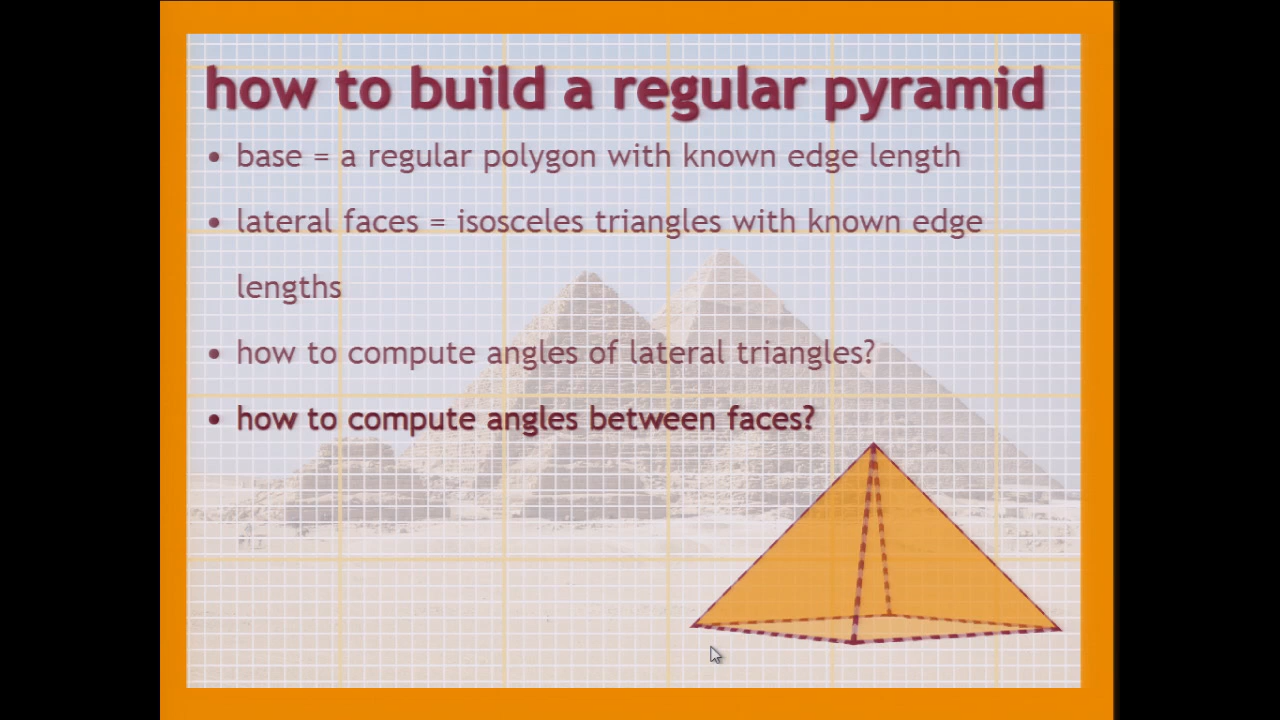 how to build a regular pyramid
• base = a regular polygon with known edge length
• lateral faces = isosceles triangles with known edge
lengths
• how to compute angles of lateral triangles?
• how to compute angles between faces?